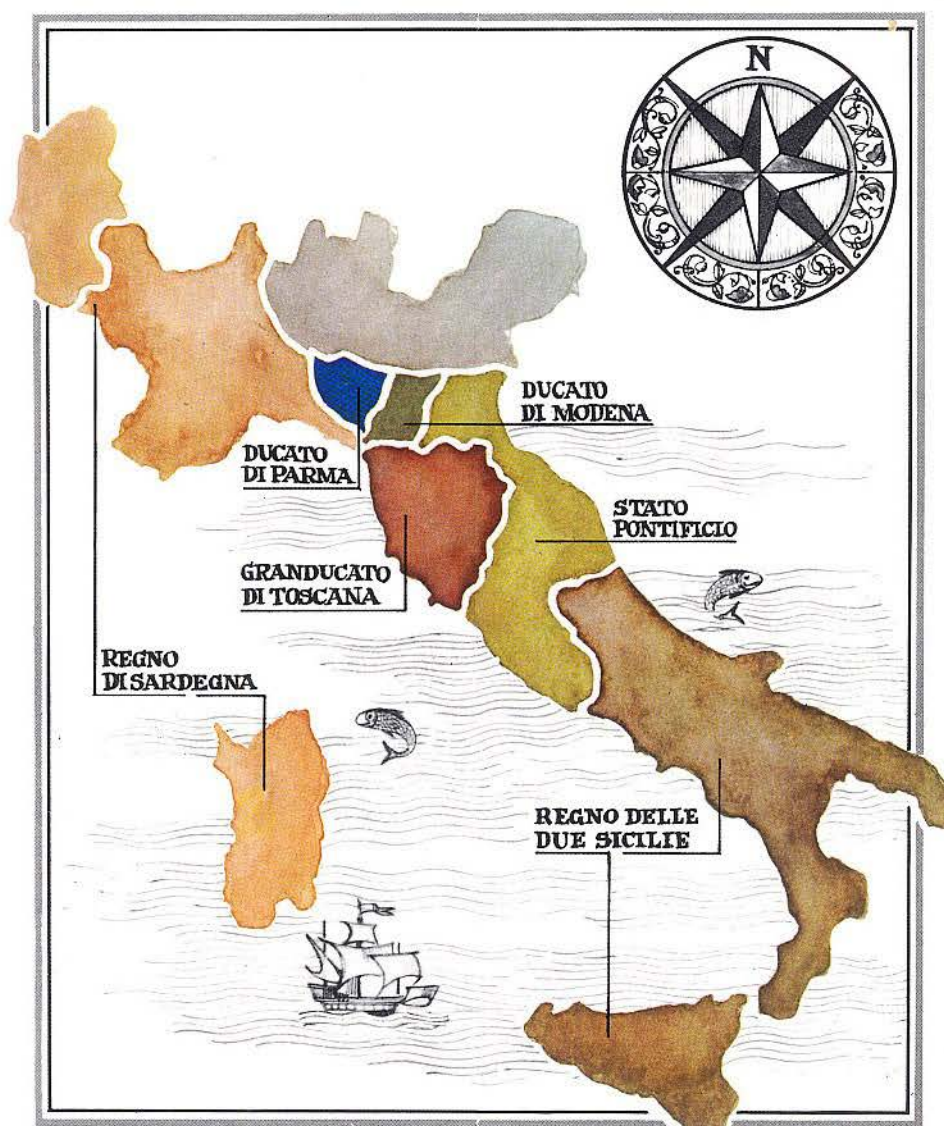 N
DUCATO
DI MODENA
DUCATO
DI PARMA
STATO
PONTIFICIO
GRANDUCATO
DI TOSCANA
REGNO
DI SARDEGNA
REGNO DELLE
DUE SICILIE